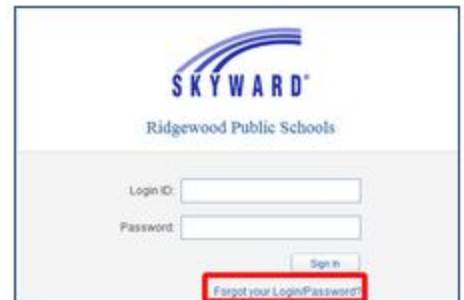 SKYWARD
Ridgewood Public Schools
Login ID:
Password:
Sign In
Forgot your Login/Password?